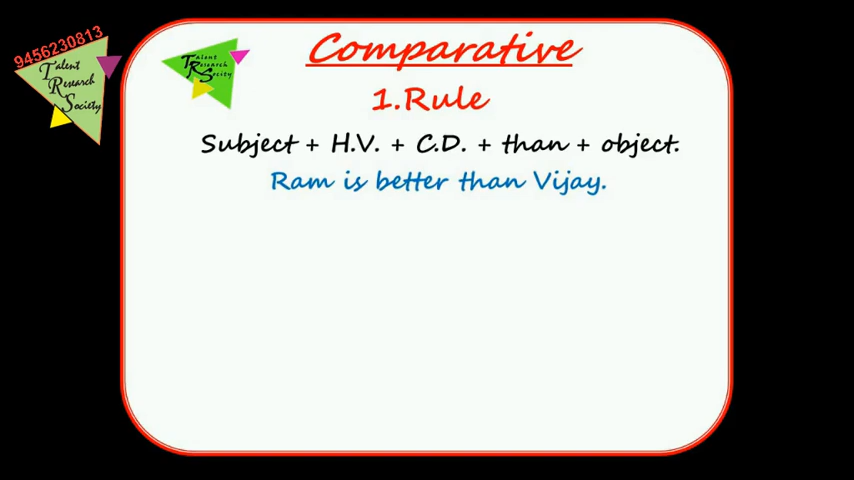 9456230813
Talent
Research
Society
Talent
Research
Society
Comparative
1.Rule
Subject + H.V. + C.D. + than + object.
Ram is better than Vijay.